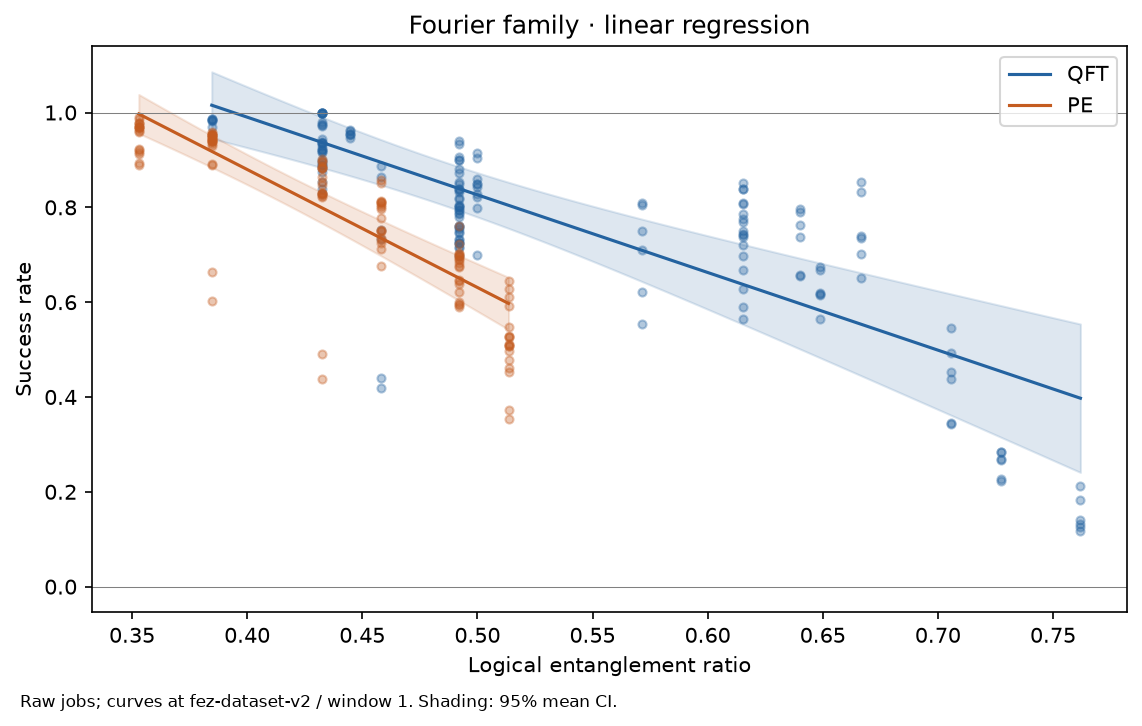 Fourier family · linear regression
QFT
PE
Success rate
1.0
0.8
0.6
0.4
0.2
0.0
0.35 0.40 0.45 0.50 0.55 0.60 0.65 0.70 0.75
Logical entanglement ratio
Raw jobs; curves at fez-dataset-v2 / window 1. Shading: 95% mean CI.